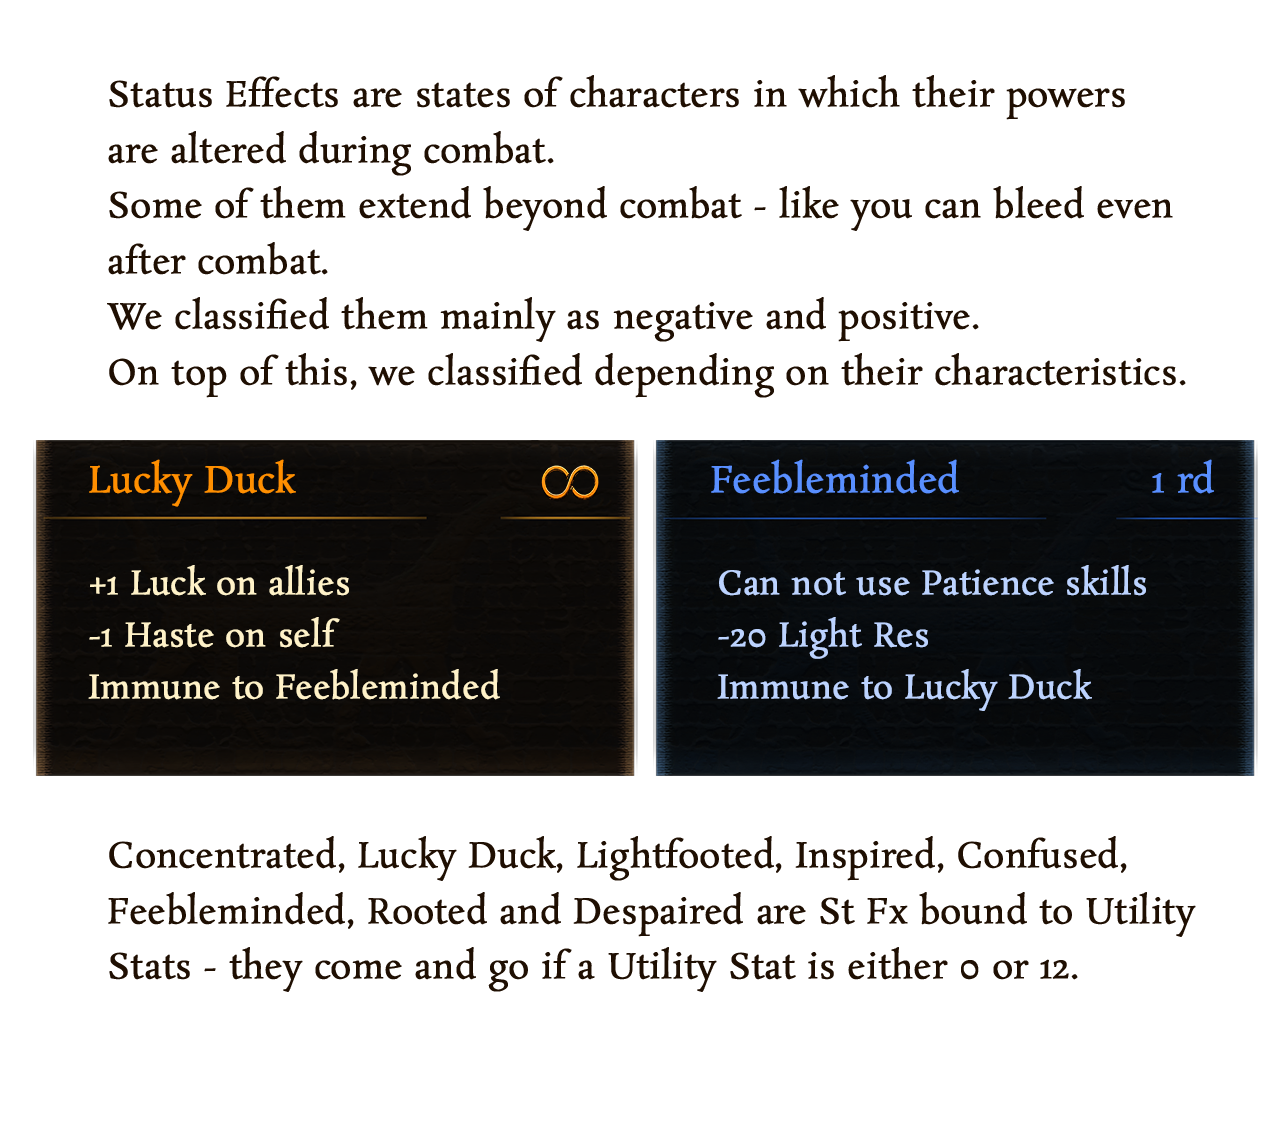 Status Effects are states of characters in which their powers
are altered during combat.
Some of them extend beyond combat - like you can bleed even
after combat.
We classified them mainly as negative and positive.
On top of this, we classified depending on their characteristics.
Lucky Duck ∞
+1 Luck on allies
-1 Haste on self
Immune to Feebleminded
Feebleminded 1 rd
Can not use Patience skills
-20 Light Res
Immune to Lucky Duck
Concentrated, Lucky Duck, Lightfooted, Inspired, Confused,
Feebleminded, Rooted and Despaired are St Fx bound to Utility
Stats - they come and go if a Utility Stat is either 0 or 12.